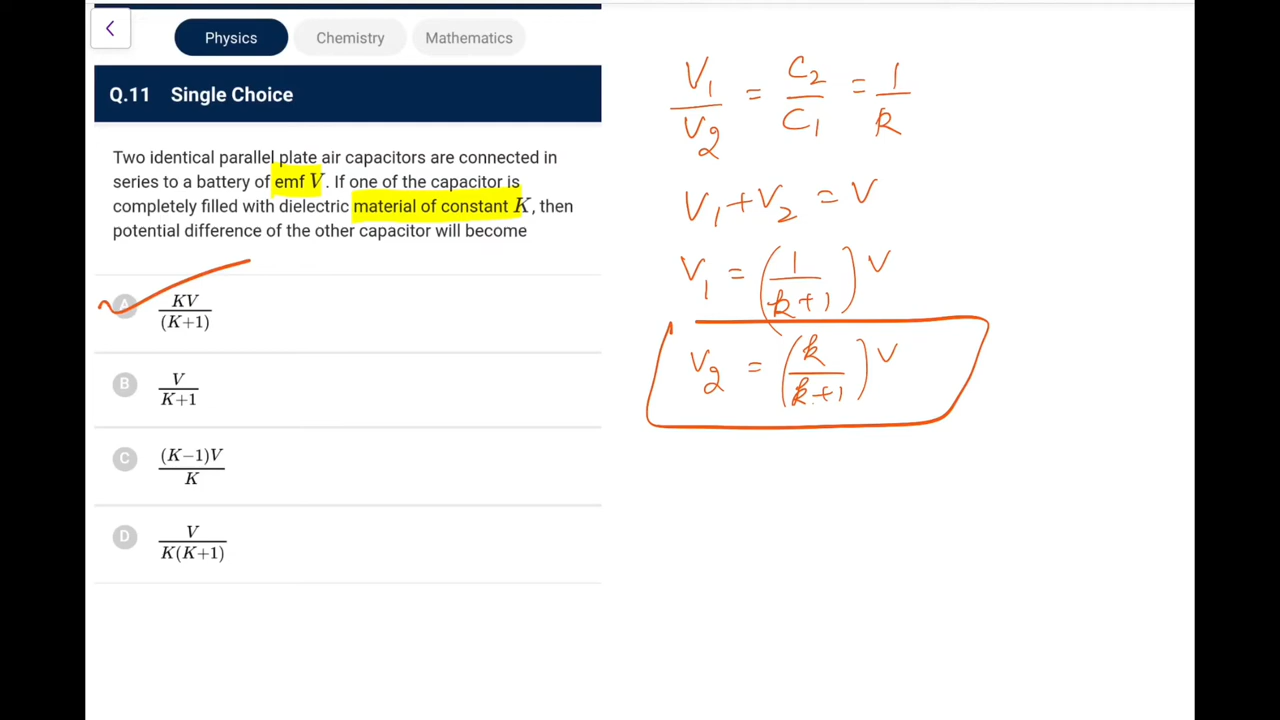 Physics Chemistry Mathematics
Q.11 Single Choice
Two identical parallel plate air capacitors are connected in
series to a battery of emf V. If one of the capacitor is
completely filled with dielectric material of constant K, then
potential difference of the other capacitor will become
A KV/(K+1)
B V/K+1
C (K−1)V/K
D V/K(K+1)
V₁/V₂ = C₂/C₁ = 1/k
V₁+V₂ = V
V₁ = (1/k+1) V
V₂ = (k/k+1) V